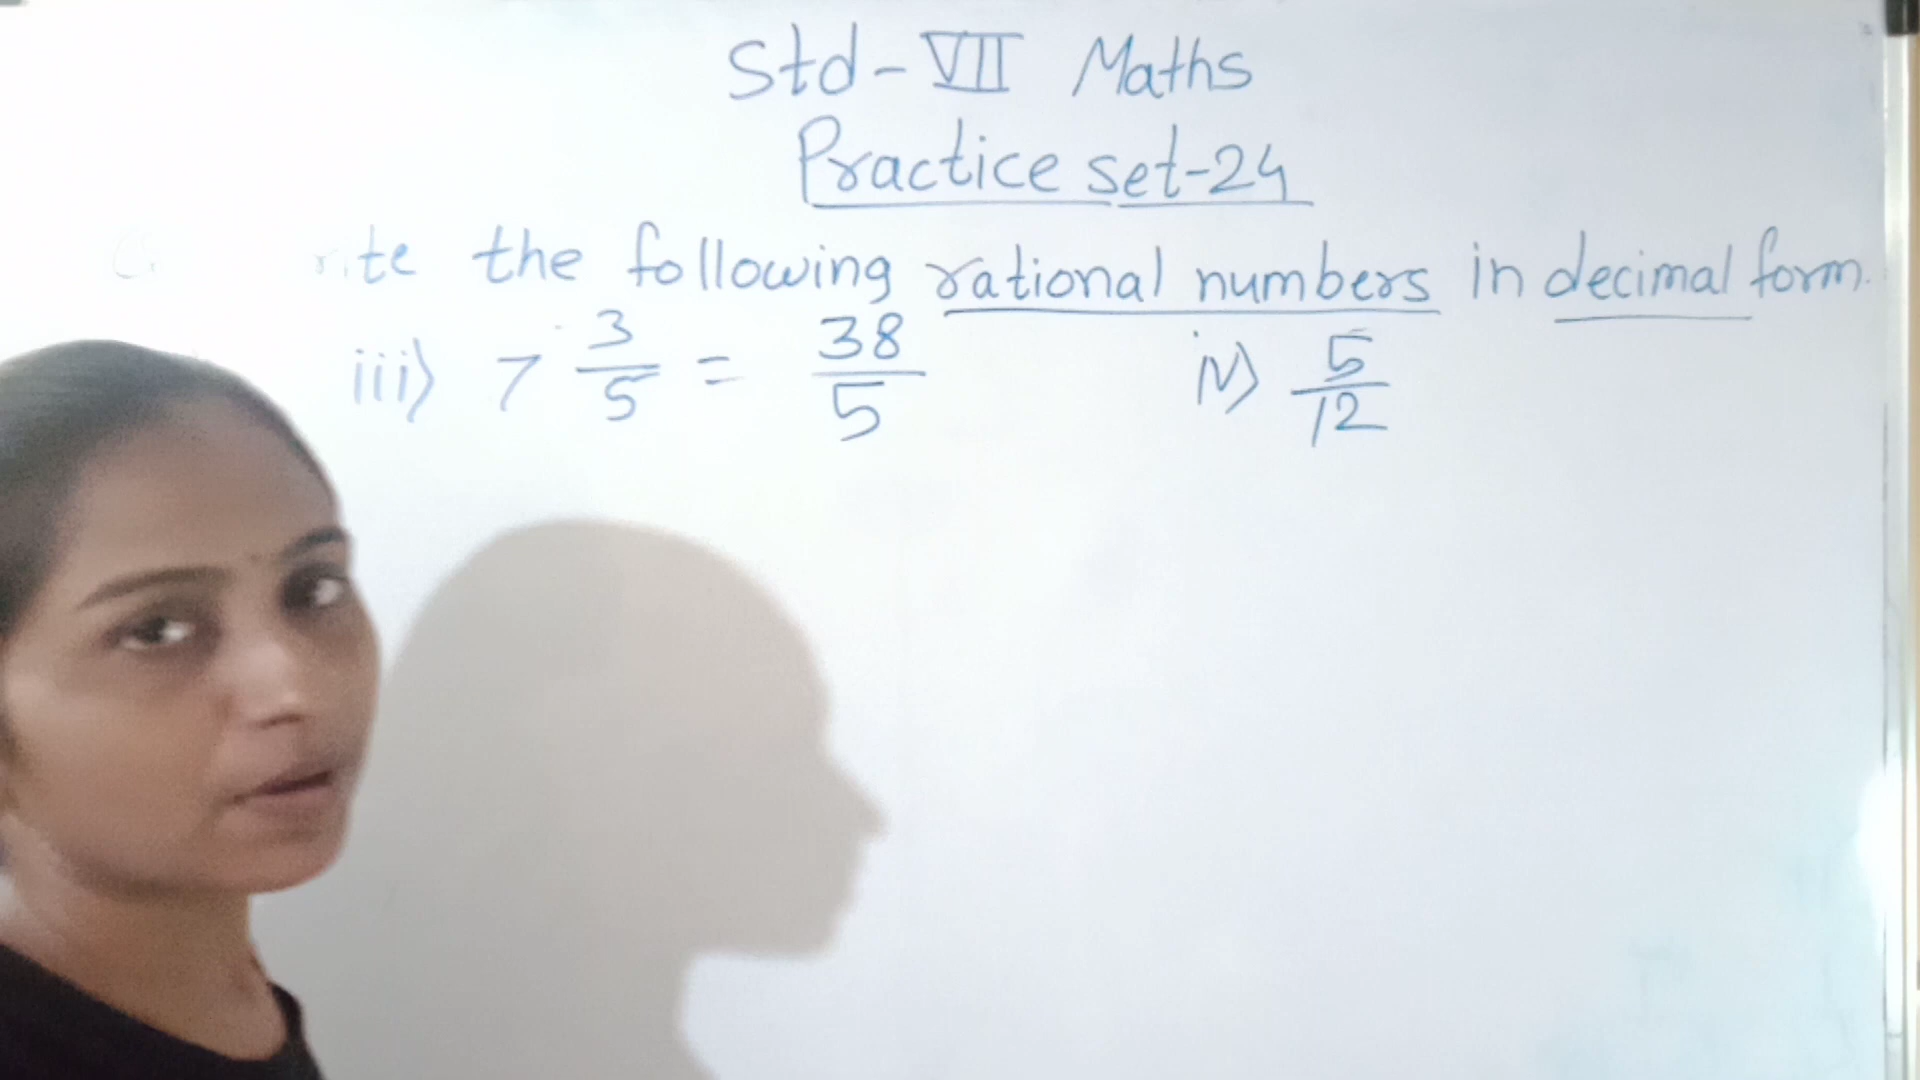 Std - VII Maths
Practice set-24
the following rational numbers in decimal form.
iii) 7 3/5 = 38/5 iv) 5/12